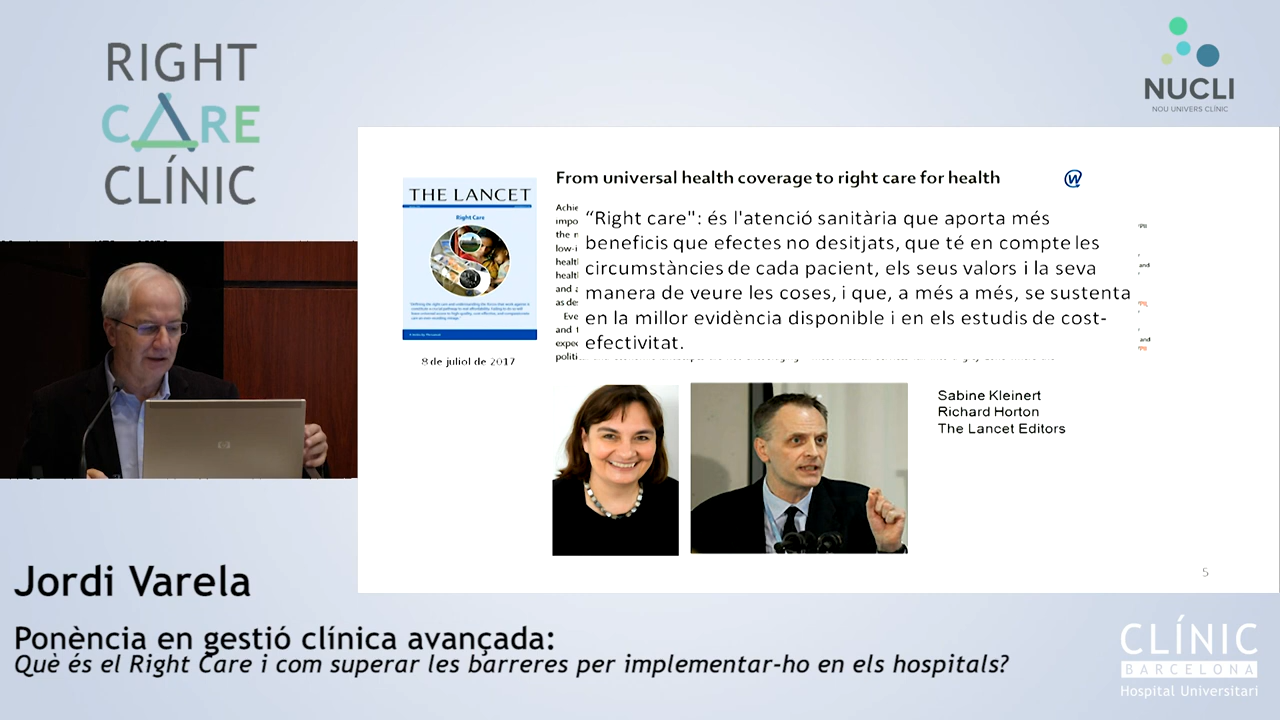 RIGHT
CARE
CLÍNIC
NUCLI
NOU UNIVERS CLÍNIC
THE LANCET
Right Care
8 de juliol de 2017
From universal health coverage to right care for health
“Right care": és l'atenció sanitària que aporta més
beneficis que efectes no desitjats, que té en compte les
circumstàncies de cada pacient, els seus valors i la seva
manera de veure les coses, i que, a més a més, se sustenta
en la millor evidència disponible i en els estudis de cost-
efectivitat.
Sabine Kleinert
Richard Horton
The Lancet Editors
5
Jordi Varela
Ponència en gestió clínica avançada:
Què és el Right Care i com superar les barreres per implementar-ho en els hospitals?
CLÍNIC
BARCELONA
Hospital Universitari